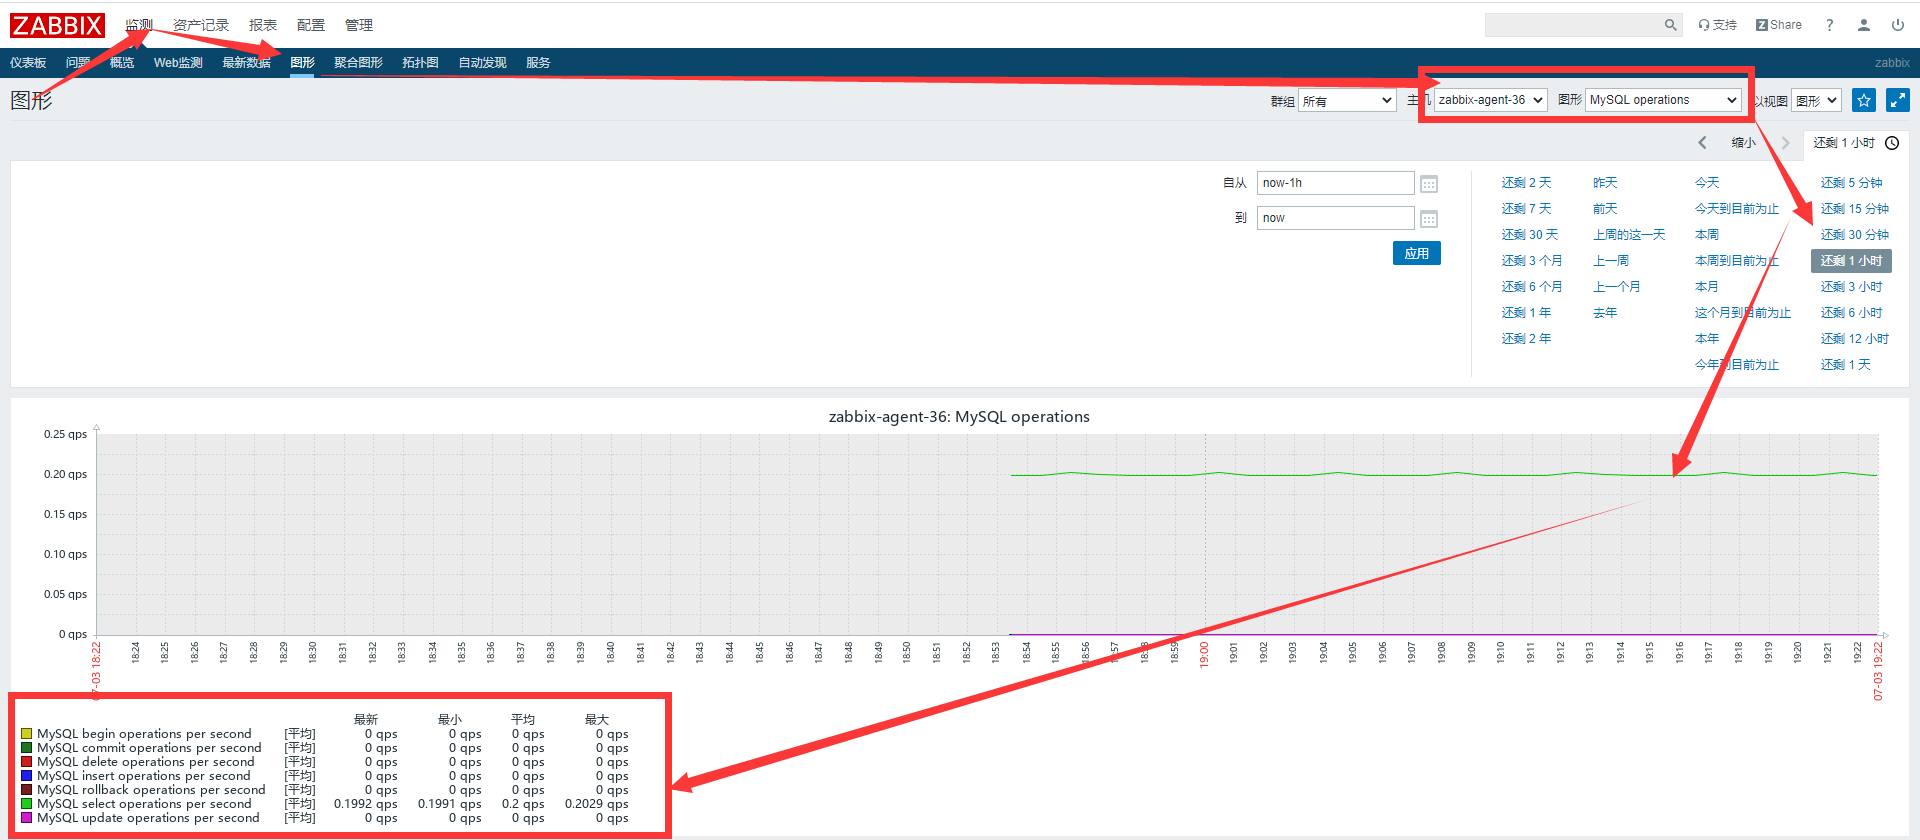 ZABBIX 监测 资产记录 报表 配置 管理 支持 Z Share ?
仪表板 问题 概览 Web监测 最新数据 图形 聚合图形 拓扑图 自动发现 服务 zabbix
图形 群组 所有 主机 zabbix-agent-36 图形 MySQL operations 以视图 图形
缩小 还剩 1 小时
自从 now-1h
到 now
应用
还剩 2 天 昨天 今天 还剩 5 分钟
还剩 7 天 前天 今天到目前为止 还剩 15 分钟
还剩 30 天 上周的这一天 本周 还剩 30 分钟
还剩 3 个月 上一周 本周到目前为止 还剩 1 小时
还剩 6 个月 上一个月 本月 还剩 3 小时
还剩 1 年 去年 这个月到目前为止 还剩 6 小时
还剩 2 年 本年 还剩 12 小时
今年到目前为止 还剩 1 天
zabbix-agent-36: MySQL operations
0.25 qps
0.20 qps
0.15 qps
0.10 qps
0.05 qps
0 qps
07-03 18:22 18:24 18:25 18:26 18:27 18:28 18:29 18:30 18:31 18:32 18:33 18:34 18:35 18:36 18:37 18:38 18:39 18:40 18:41 18:42 18:43 18:44 18:45 18:46 18:47 18:48 18:49 18:50 18:51 18:52 18:53 18:54 18:55 18:56 18:57 18:58 18:59 19:00 19:01 19:02 19:03 19:04 19:05 19:06 19:07 19:08 19:09 19:10 19:11 19:12 19:13 19:14 19:15 19:16 19:17 19:18 19:19 19:20 19:21 19:22 07-03 19:22
最新 最小 平均 最大
MySQL begin operations per second [平均] 0 qps 0 qps 0 qps 0 qps
MySQL commit operations per second [平均] 0 qps 0 qps 0 qps 0 qps
MySQL delete operations per second [平均] 0 qps 0 qps 0 qps 0 qps
MySQL insert operations per second [平均] 0 qps 0 qps 0 qps 0 qps
MySQL rollback operations per second [平均] 0 qps 0 qps 0 qps 0 qps
MySQL select operations per second [平均] 0.1992 qps 0.1991 qps 0.2 qps 0.2029 qps
MySQL update operations per second [平均] 0 qps 0 qps 0 qps 0 qps